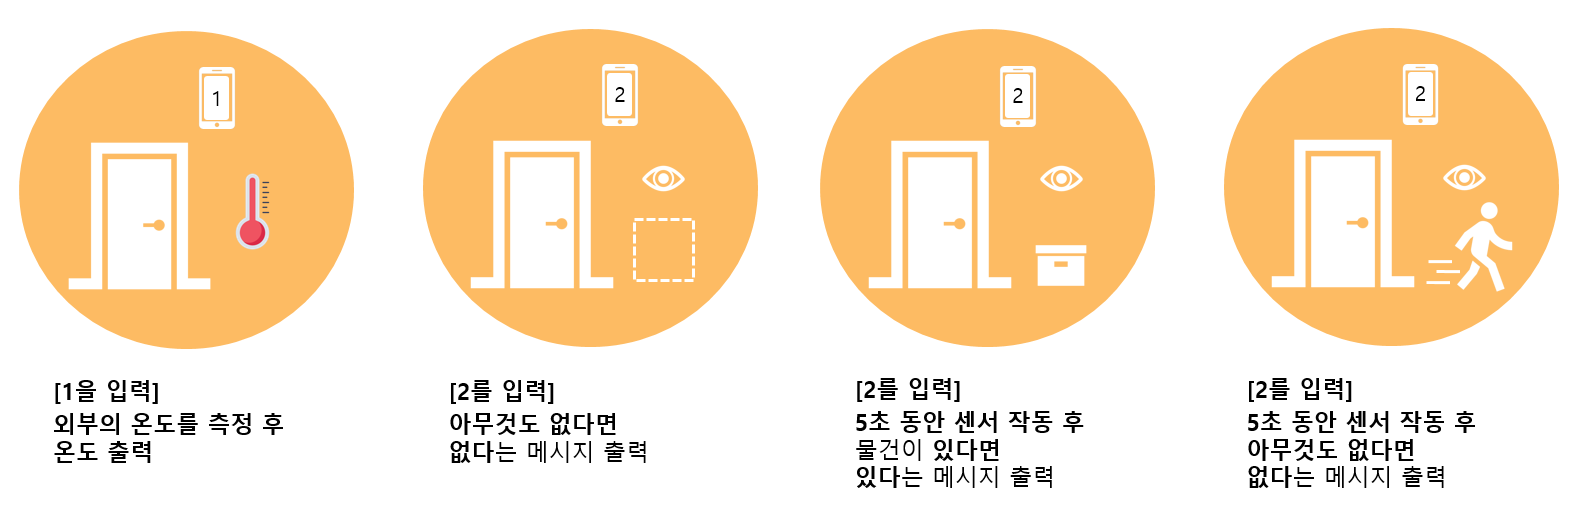 1
2
2
2
[1을 입력]
외부의 온도를 측정 후
온도 출력
[2를 입력]
아무것도 없다면
없다는 메시지 출력
[2를 입력]
5초 동안 센서 작동 후
물건이 있다면
있다는 메시지 출력
[2를 입력]
5초 동안 센서 작동 후
아무것도 없다면
없다는 메시지 출력